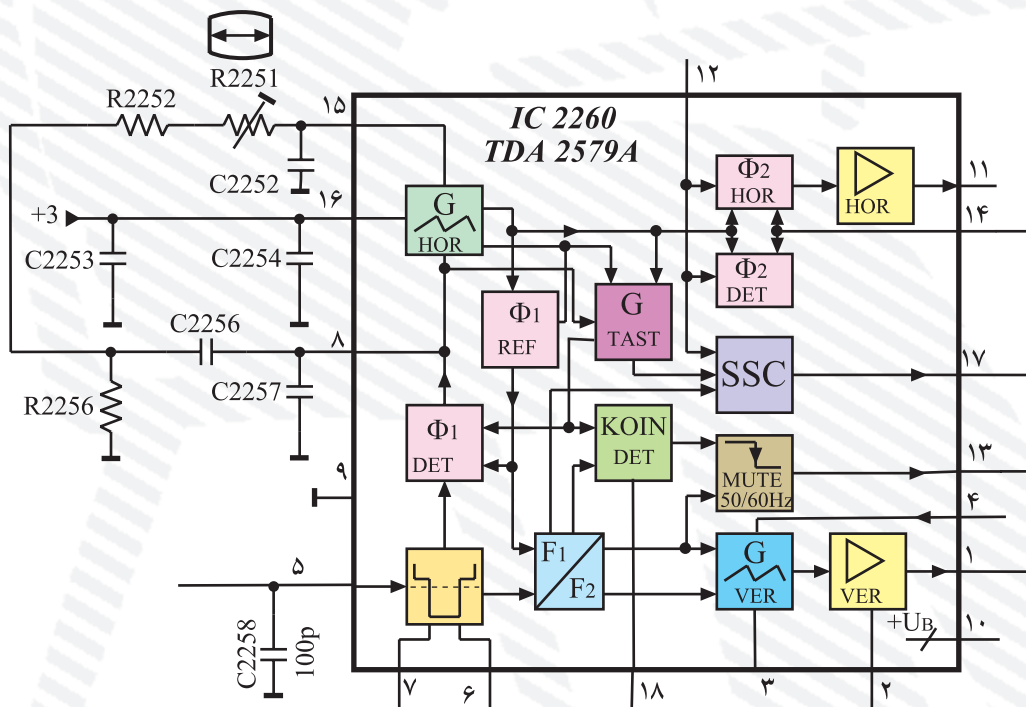 R2251
R2252
۱۵
۱۲
IC 2260
TDA 2579A
C2252
Φ2
HOR
HOR
۱۱
۱۶
+3
G
HOR
۱۴
C2253
C2254
Φ2
DET
Φ1
REF
G
TAST
C2256
۸
SSC
۱۷
C2257
R2256
Φ1
DET
KOIN
DET
MUTE
50/60Hz
۱۳
۹
۴
۵
F1
F2
G
VER
VER
۱
+UB
۱۰
C2258
100p
۷
۶
۱۸
۳
۲